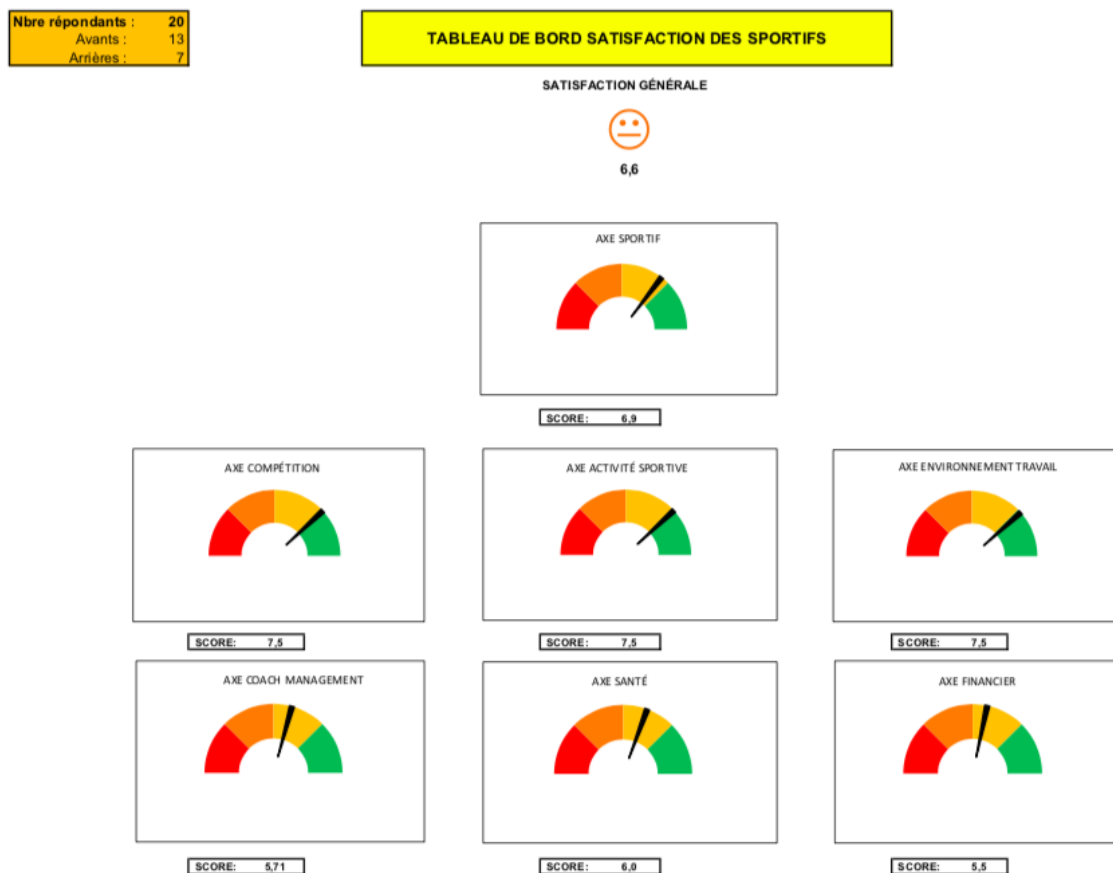 Nbre répondants : 20
Avants : 13
Arrières : 7
TABLEAU DE BORD SATISFACTION DES SPORTIFS
SATISFACTION GÉNÉRALE
6,6
AXE SPORTIF
SCORE: 6,9
AXE COMPÉTITION
AXE ACTIVITÉ SPORTIVE
AXE ENVIRONNEMENT TRAVAIL
SCORE: 7,5
SCORE: 7,5
SCORE: 7,5
AXE COACH MANAGEMENT
AXE SANTÉ
AXE FINANCIER
SCORE: 5,71
SCORE: 6,0
SCORE: 5,5